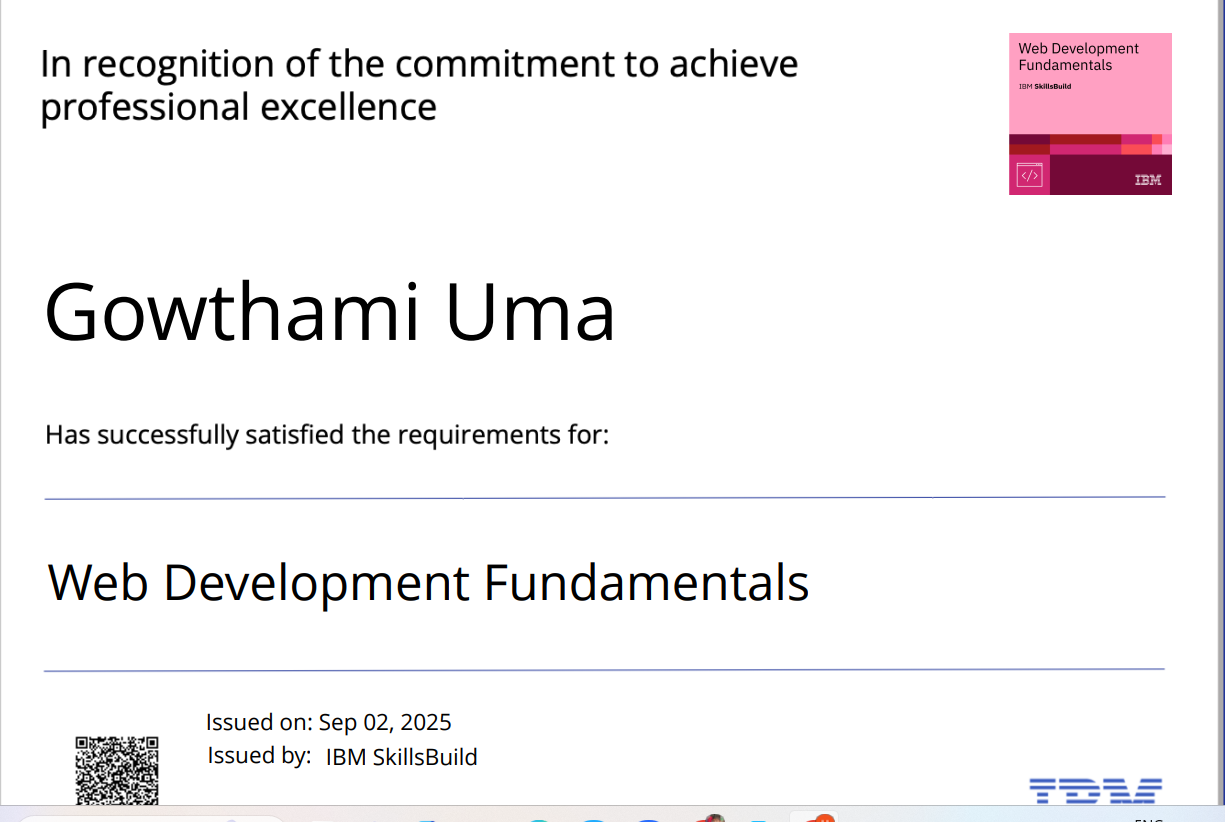 In recognition of the commitment to achieve
professional excellence
Web Development
Fundamentals
IBM SkillsBuild
</>
IBM
Gowthami Uma
Has successfully satisfied the requirements for:
Web Development Fundamentals
Issued on: Sep 02, 2025
Issued by: IBM SkillsBuild
IBM